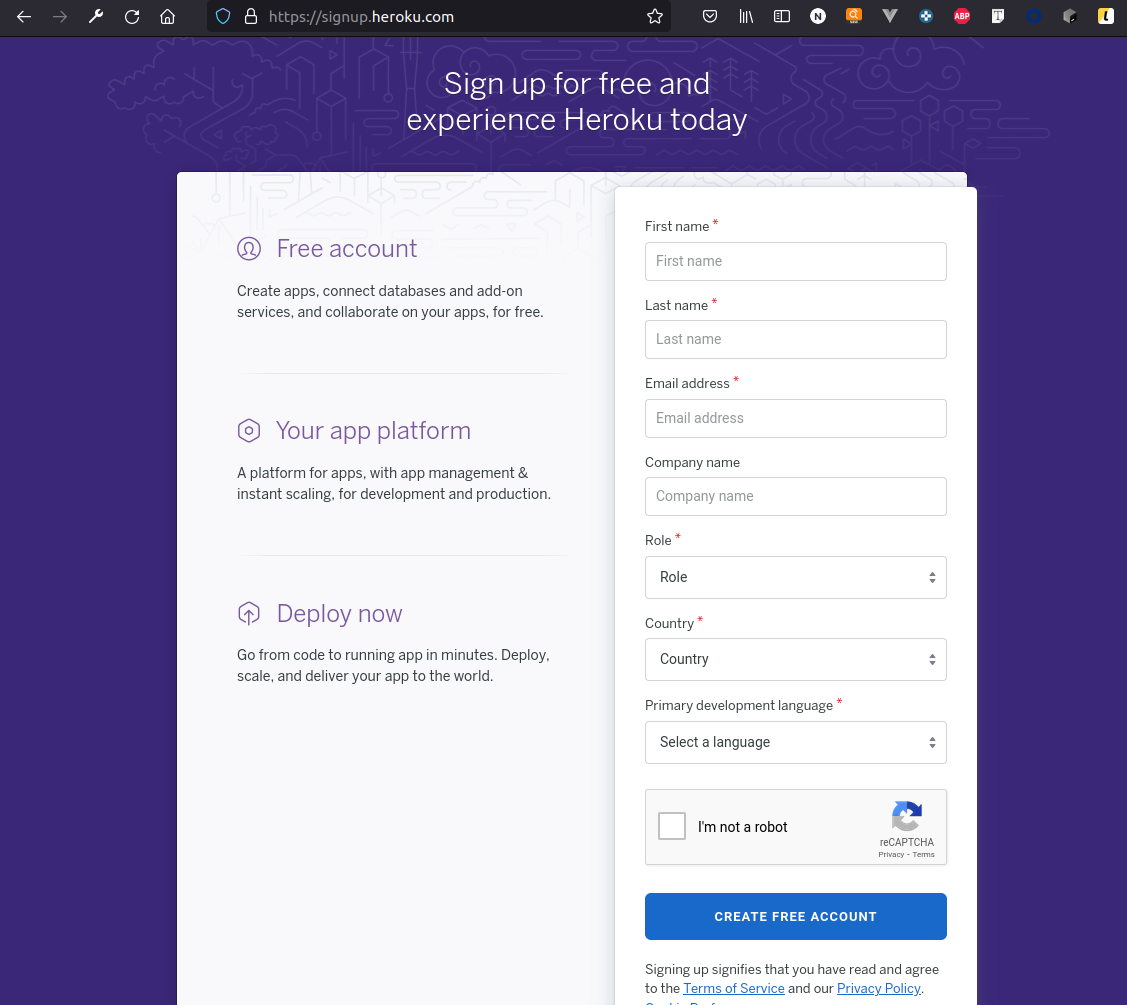 https://signup.heroku.com
N
ABP
T
Sign up for free and
experience Heroku today
Free account
Create apps, connect databases and add-on
services, and collaborate on your apps, for free.
Your app platform
A platform for apps, with app management &
instant scaling, for development and production.
Deploy now
Go from code to running app in minutes. Deploy,
scale, and deliver your app to the world.
First name *
First name
Last name *
Last name
Email address *
Email address
Company name
Company name
Role *
Role
Country *
Country
Primary development language *
Select a language
I'm not a robot
reCAPTCHA
Privacy - Terms
CREATE FREE ACCOUNT
Signing up signifies that you have read and agree
to the Terms of Service and our Privacy Policy.